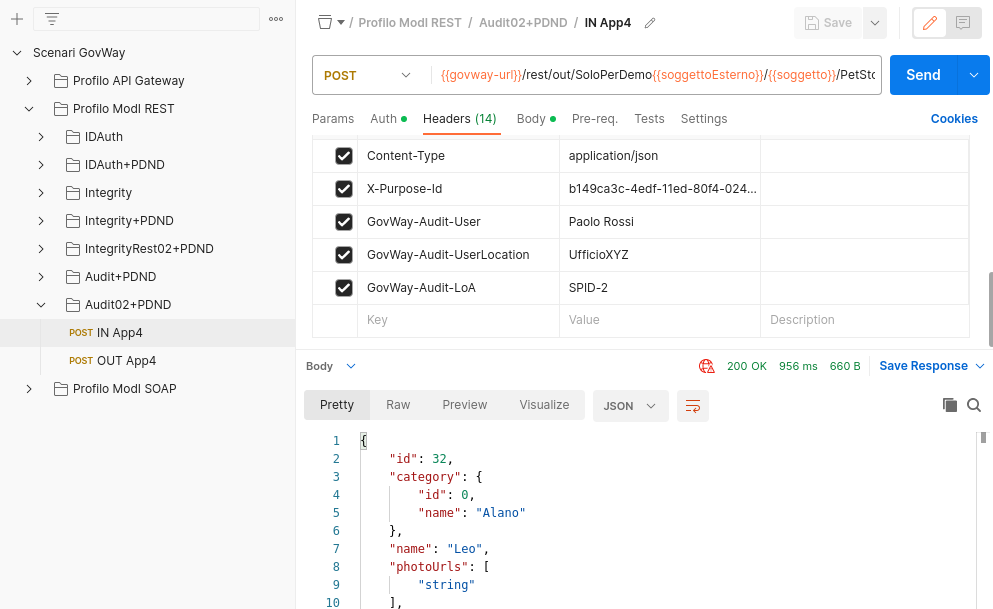 Scenari GovWay
Profilo API Gateway
Profilo ModI REST
IDAuth
IDAuth+PDND
Integrity
Integrity+PDND
IntegrityRest02+PDND
Audit+PDND
Audit02+PDND
POST IN App4
POST OUT App4
Profilo ModI SOAP
/ Profilo ModI REST / Audit02+PDND / IN App4
Save
POST {{govway-url}}/rest/out/SoloPerDemo{{soggettoEsterno}}/{{soggetto}}/PetSto
Send
Params Auth Headers (14) Body Pre-req. Tests Settings Cookies
Content-Type application/json
X-Purpose-Id b149ca3c-4edf-11ed-80f4-024...
GovWay-Audit-User Paolo Rossi
GovWay-Audit-UserLocation UfficioXYZ
GovWay-Audit-LoA SPID-2
Key Value Description
Body 200 OK 956 ms 660 B Save Response
Pretty Raw Preview Visualize JSON
1 {
2 "id": 32,
3 "category": {
4 "id": 0,
5 "name": "Alano"
6 },
7 "name": "Leo",
8 "photoUrls": [
9 "string"
10 ],